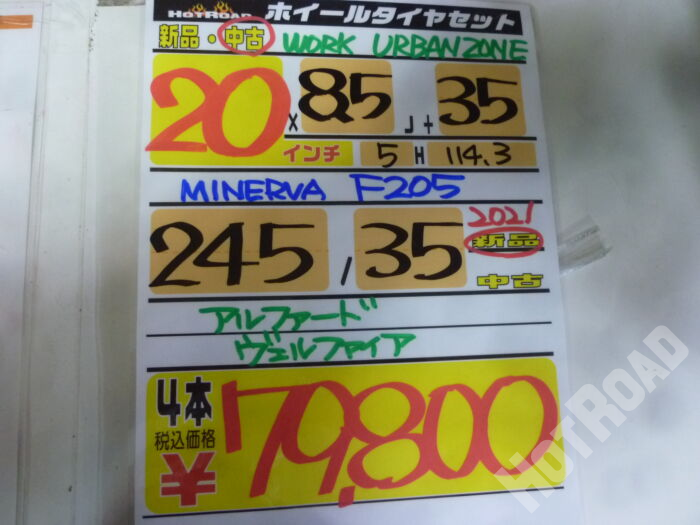 HOTROAD ホイールタイヤセット
新品・中古 WORK URBANZONE
20 x 8.5 J + 35
インチ 5 H 114.3
MINERVA F205
245 / 35 2021 新品
中古
アルファード
ヴェルファイア
4本
税込価格
¥79,800
HOTROAD